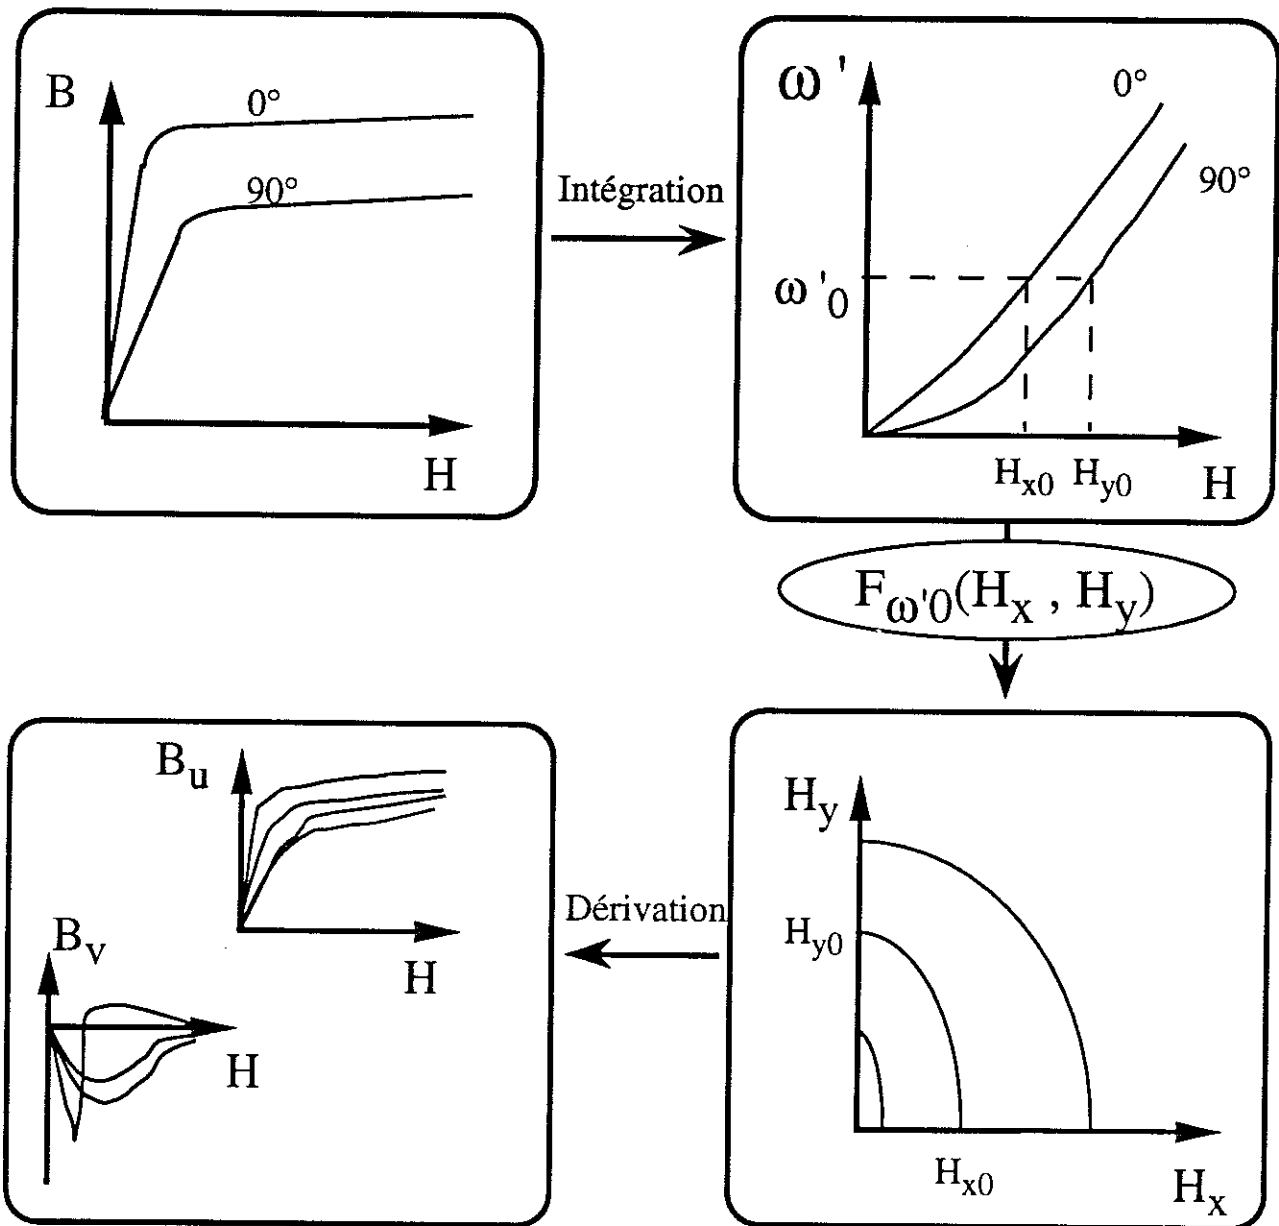 B
0°
90°
H
Intégration
ω'
0°
90°
ω'0
Hx0 Hy0 H
Fω'0(Hx , Hy)
Hy
Hy0
Hx0
Hx
Dérivation
Bu
H
Bv
H